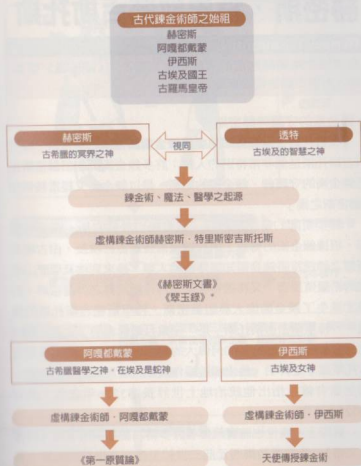 古代鍊金術師之始祖
赫密斯
阿嘎都戴蒙
伊西斯
古埃及國王
古羅馬皇帝
赫密斯
古希臘的冥界之神
視同
透特
古埃及的智慧之神
鍊金術、魔法、醫學之起源
虛構鍊金術師赫密斯·特里斯密吉斯托斯
《赫密斯文書》
《翠玉錄》*
阿嘎都戴蒙
古希臘醫學之神,在埃及是蛇神
伊西斯
古埃及女神
虛構鍊金術師·阿嘎都戴蒙
虛構鍊金術師·伊西斯
《第一原質論》
天使傳授鍊金術